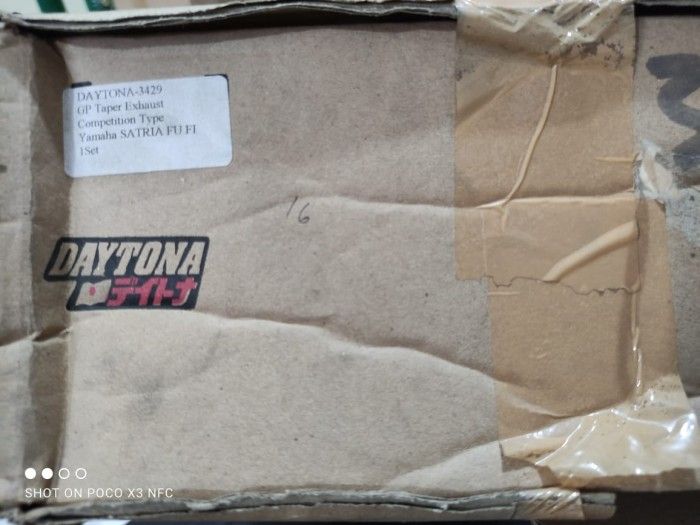 DAYTONA-3429
GP Taper Exhaust
Competition Type
Yamaha SATRIA FU FI
1Set
16
DAYTONA
デイトナ
SHOT ON POCO X3 NFC